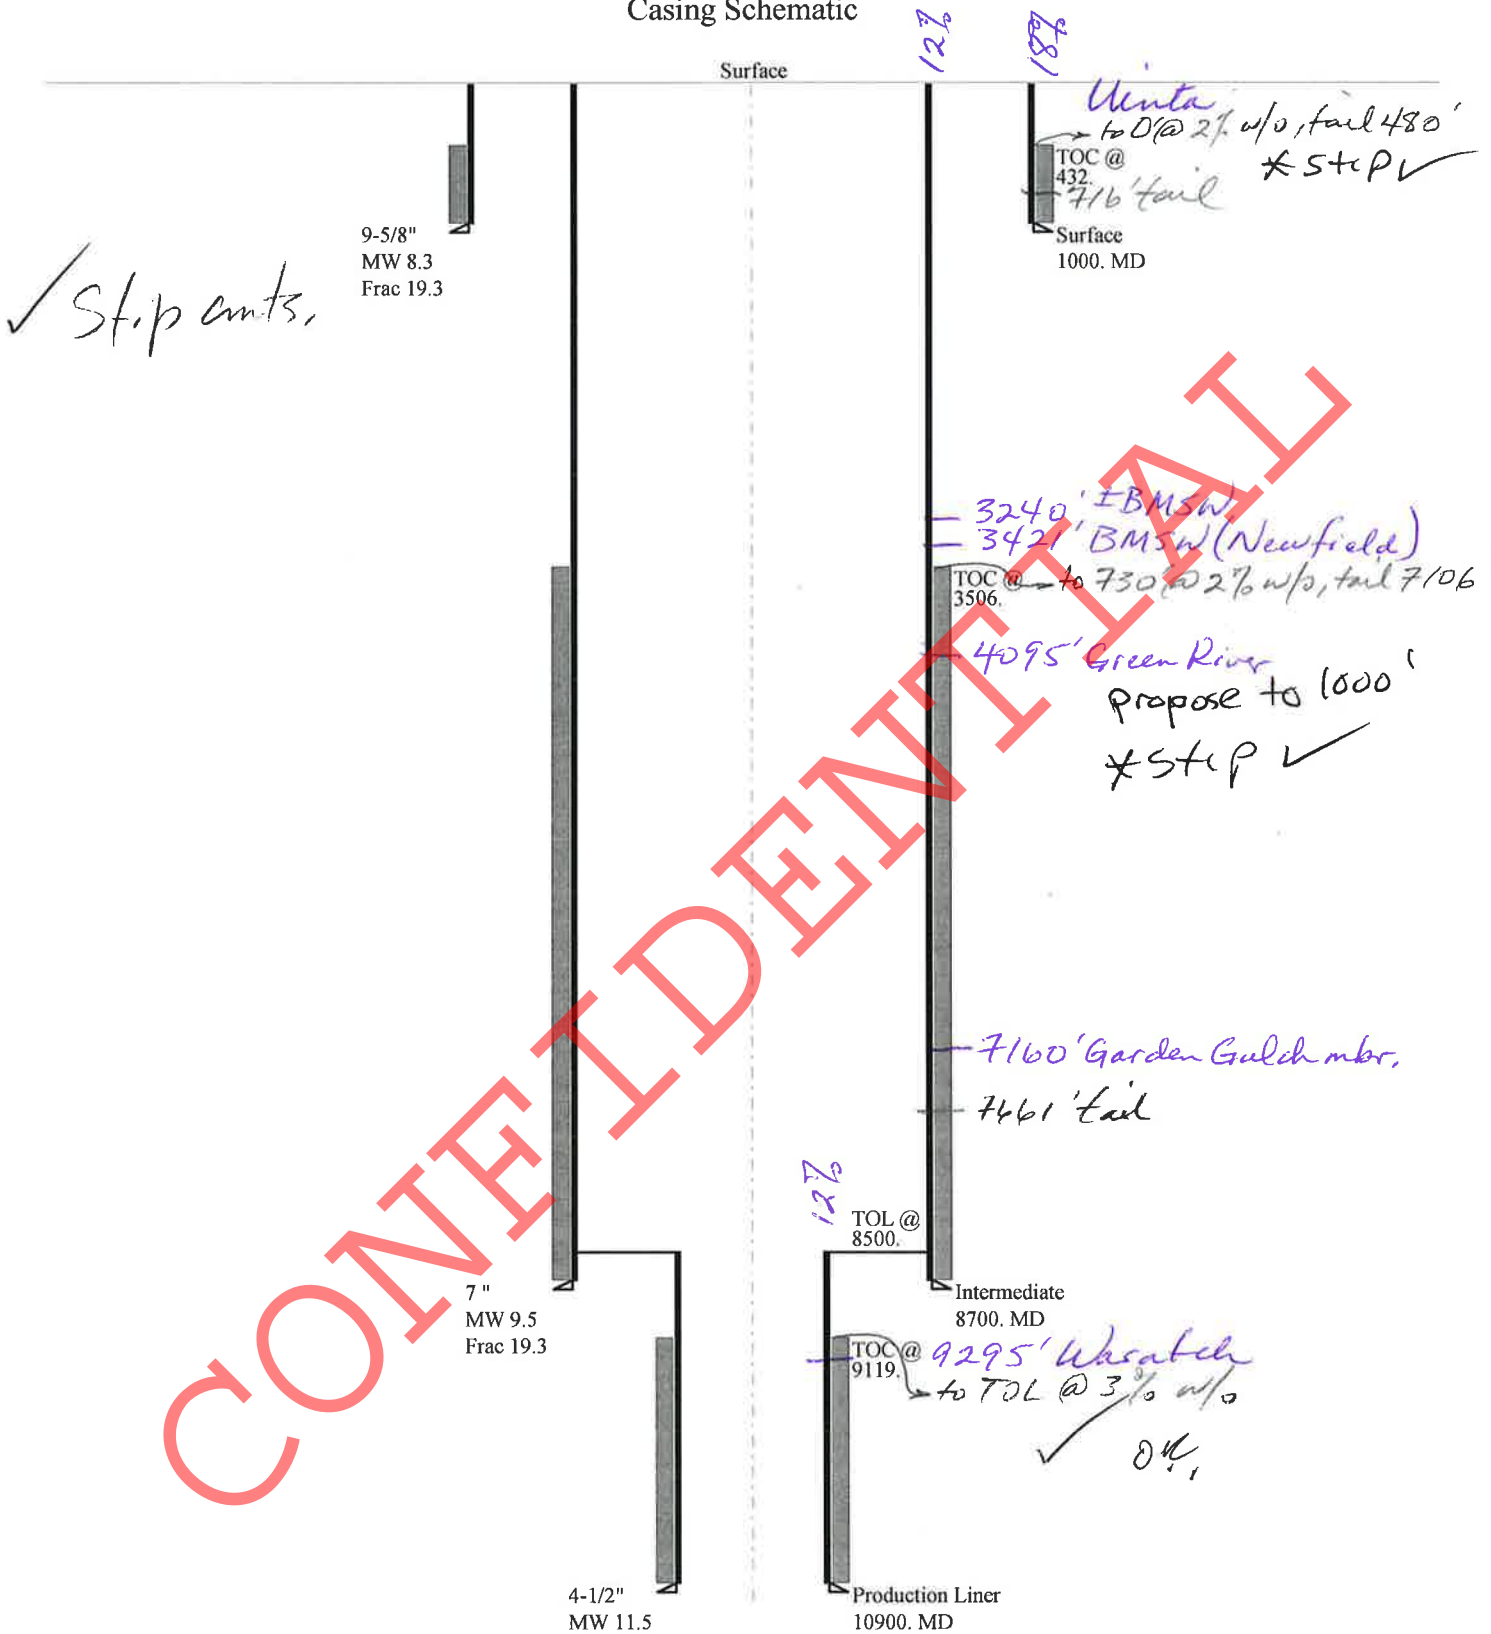 Casing Schematic
12%
18%
Surface
Uinta
to 0' @ 2% w/o, tail 480'
TOC @
432.
* stip ✓
716' tail
9-5/8"
MW 8.3
Frac 19.3
Surface
1000. MD
✓ Stip cmts.
3240' ± BMSW
3421' BMSW (Newfield)
TOC @
3506.
to 730' @ 2% w/o, tail 7106
4095' Green River
propose to 1000'
* stip ✓
7160' Garden Gulch mbr.
7461' tail
12%
TOL @
8500.
7 "
MW 9.5
Frac 19.3
Intermediate
8700. MD
TOC @
9119.
9295' Wasatch
to TOL @ 3% w/o
✓ OK.
4-1/2"
MW 11.5
Production Liner
10900. MD
CONFIDENTIAL